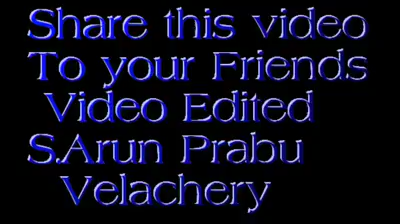 Share this video
To your Friends
Video Edited
S.Arun Prabu
Velachery